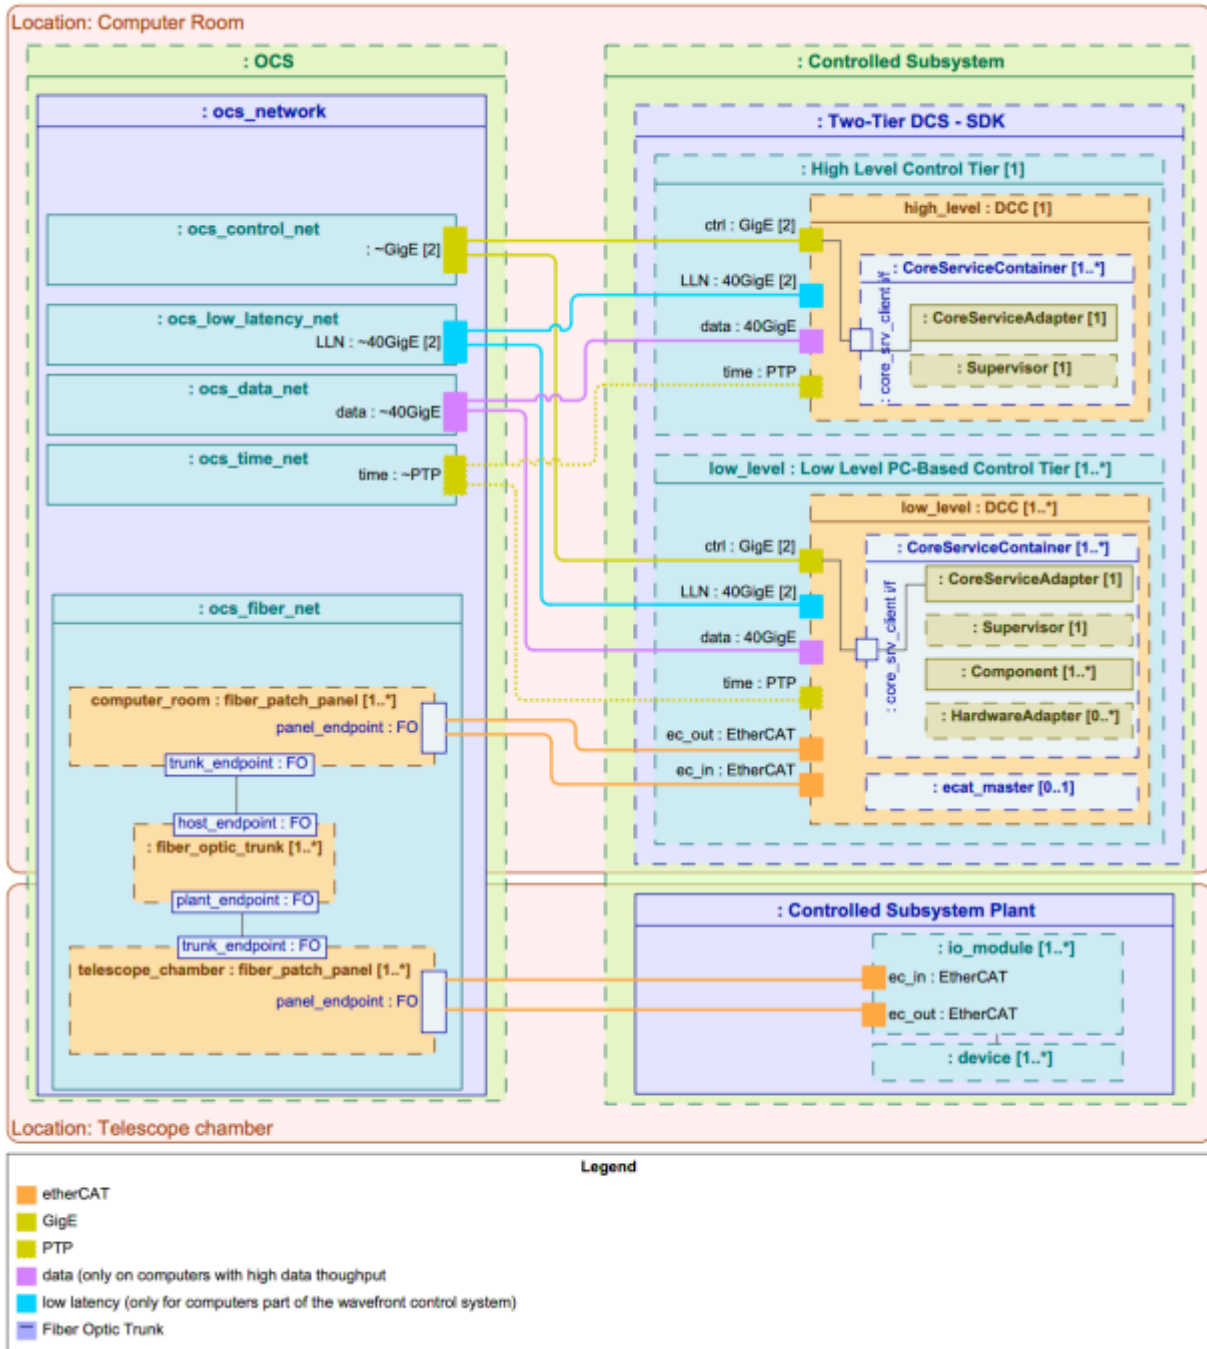 Location: Computer Room
: OCS
: ocs_network
: ocs_control_net
: ~GigE [2]
: ocs_low_latency_net
LLN : ~40GigE [2]
: ocs_data_net
data : ~40GigE
: ocs_time_net
time : ~PTP
: ocs_fiber_net
computer_room : fiber_patch_panel [1..*]
panel_endpoint : FO
trunk_endpoint : FO
host_endpoint : FO
: fiber_optic_trunk [1..*]
plant_endpoint : FO
trunk_endpoint : FO
telescope_chamber : fiber_patch_panel [1..*]
panel_endpoint : FO
: Controlled Subsystem
: Two-Tier DCS - SDK
: High Level Control Tier [1]
high_level : DCC [1]
ctrl : GigE [2]
LLN : 40GigE [2]
data : 40GigE
time : PTP
: CoreServiceContainer [1..*]
: core_srv_client i/f
: CoreServiceAdapter [1]
: Supervisor [1]
low_level : Low Level PC-Based Control Tier [1..*]
low_level : DCC [1..*]
ctrl : GigE [2]
LLN : 40GigE [2]
data : 40GigE
time : PTP
ec_out : EtherCAT
ec_in : EtherCAT
: CoreServiceContainer [1..*]
: core_srv_client i/f
: CoreServiceAdapter [1]
: Supervisor [1]
: Component [1..*]
: HardwareAdapter [0..*]
: ecat_master [0..1]
: Controlled Subsystem Plant
: io_module [1..*]
ec_in : EtherCAT
ec_out : EtherCAT
: device [1..*]
Location: Telescope chamber
Legend
etherCAT
GigE
PTP
data (only on computers with high data thoughput
low latency (only for computers part of the wavefront control system)
Fiber Optic Trunk